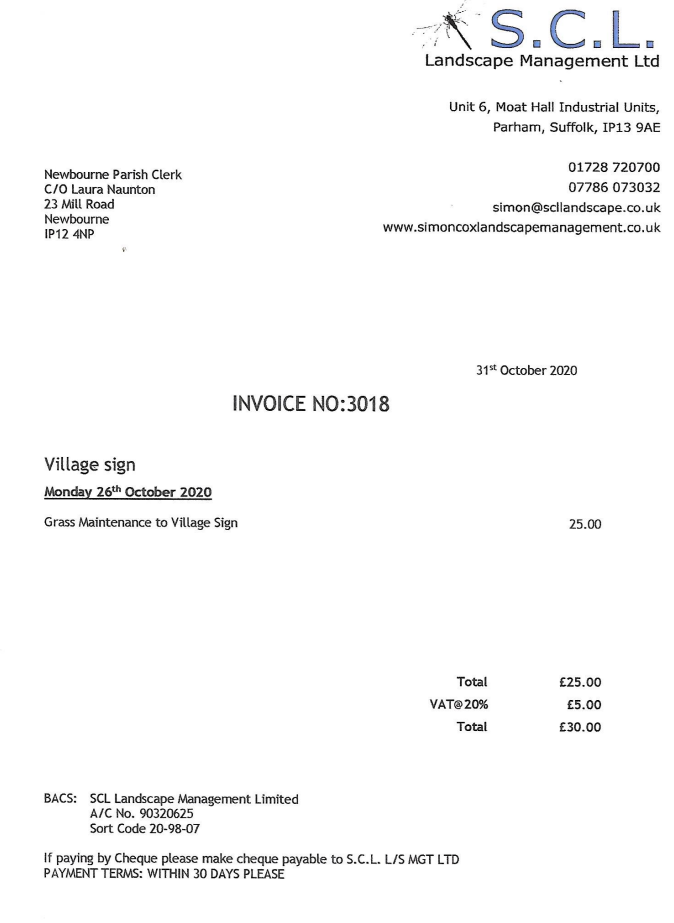 S.C.L.
Landscape Management Ltd
Unit 6, Moat Hall Industrial Units,
Parham, Suffolk, IP13 9AE
01728 720700
07786 073032
simon@scllandscape.co.uk
www.simoncoxlandscapemanagement.co.uk
Newbourne Parish Clerk
C/O Laura Naunton
23 Mill Road
Newbourne
IP12 4NP
31st October 2020
INVOICE NO:3018
Village sign
Monday 26th October 2020
Grass Maintenance to Village Sign 25.00
Total £25.00
VAT@20% £5.00
Total £30.00
BACS: SCL Landscape Management Limited
A/C No. 90320625
Sort Code 20-98-07
If paying by Cheque please make cheque payable to S.C.L. L/S MGT LTD
PAYMENT TERMS: WITHIN 30 DAYS PLEASE